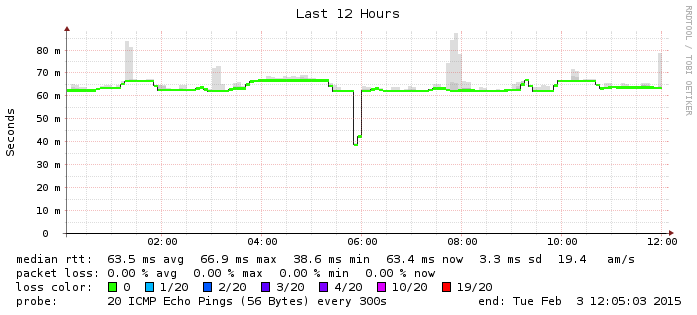 Last 12 Hours
RRDTOOL / TOBI OETIKER
Seconds
80 m
70 m
60 m
50 m
40 m
30 m
20 m
10 m
0
02:00 04:00 06:00 08:00 10:00 12:00
median rtt: 63.5 ms avg 66.9 ms max 38.6 ms min 63.4 ms now 3.3 ms sd 19.4 am/s
packet loss: 0.00 % avg 0.00 % max 0.00 % min 0.00 % now
loss color: 0 1/20 2/20 3/20 4/20 10/20 19/20
probe: 20 ICMP Echo Pings (56 Bytes) every 300s end: Tue Feb 3 12:05:03 2015